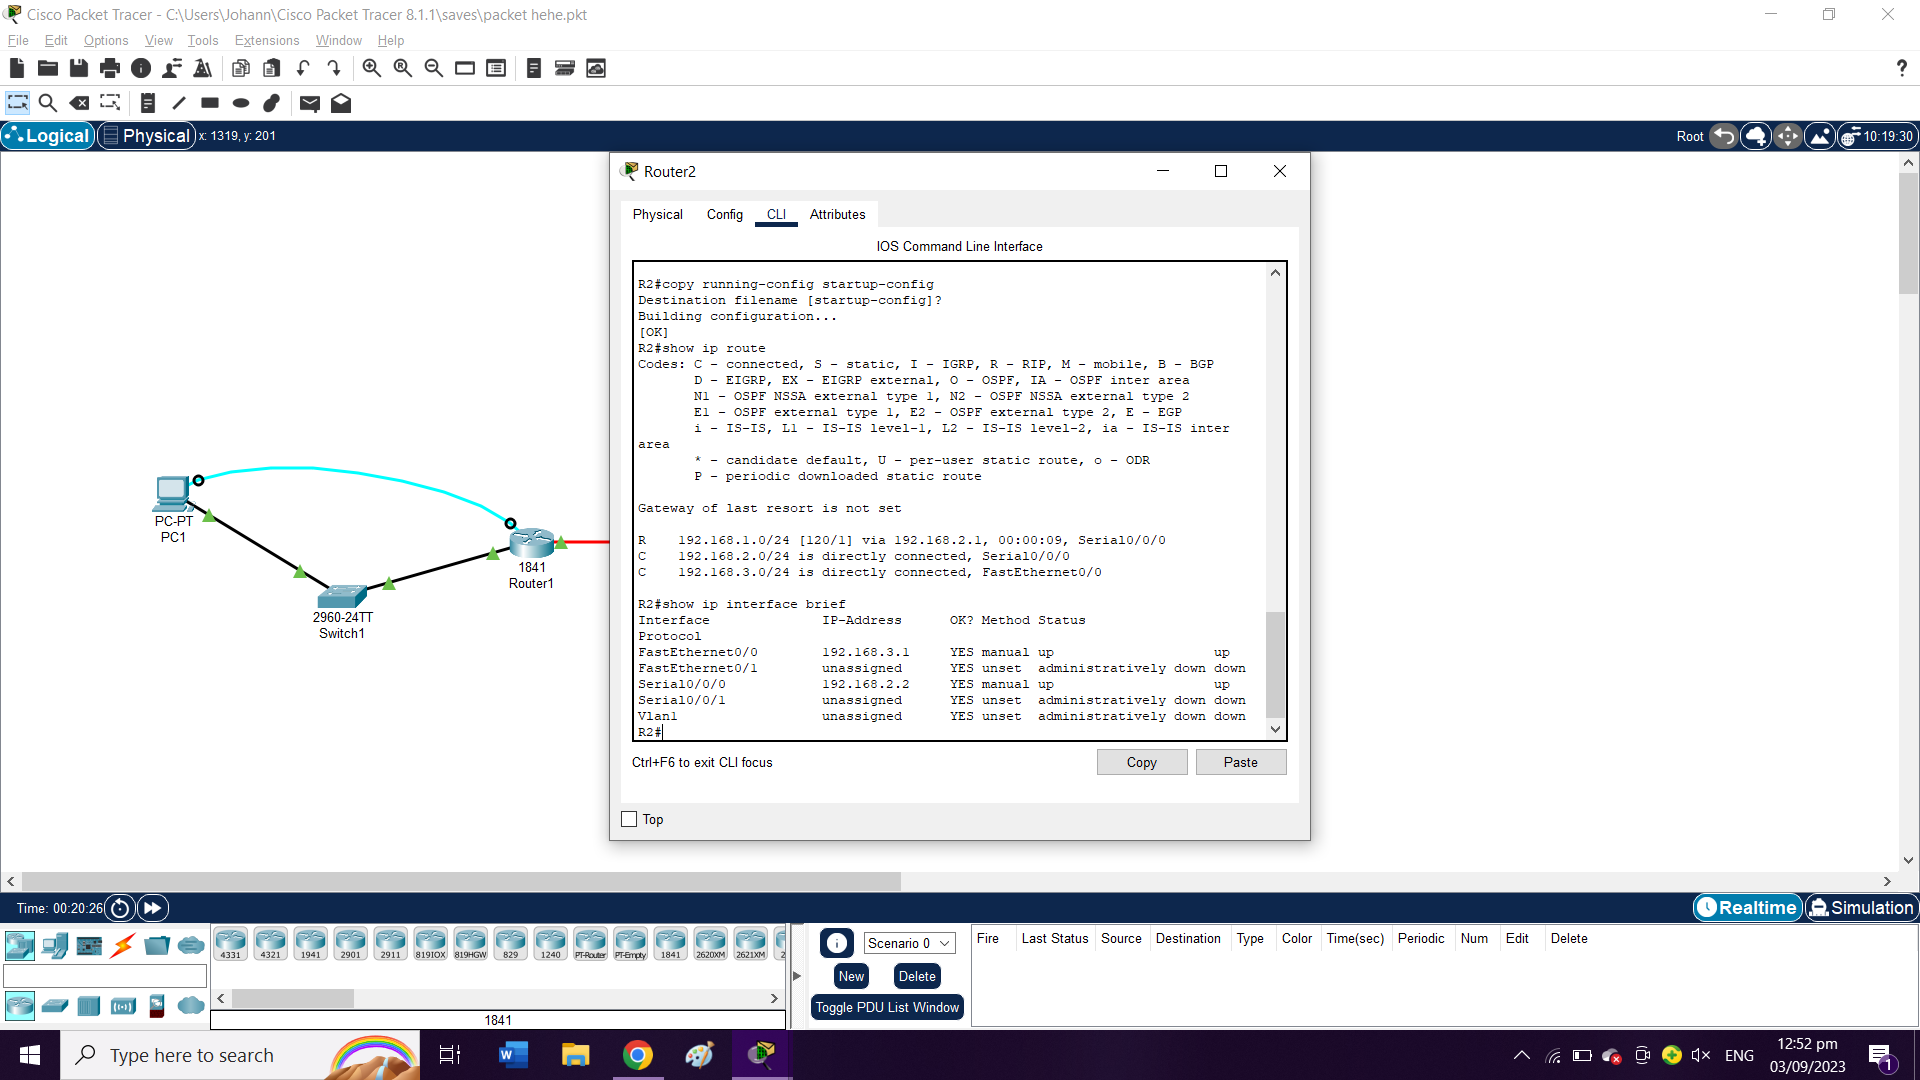 Cisco Packet Tracer - C:\Users\Johann\Cisco Packet Tracer 8.1.1\saves\packet hehe.pkt
File Edit Options View Tools Extensions Window Help
?
Logical Physical x: 1319, y: 201
Root 10:19:30
Router2
Physical Config CLI Attributes
IOS Command Line Interface
R2#copy running-config startup-config
Destination filename [startup-config]?
Building configuration...
[OK]
R2#show ip route
Codes: C - connected, S - static, I - IGRP, R - RIP, M - mobile, B - BGP
D - EIGRP, EX - EIGRP external, O - OSPF, IA - OSPF inter area
N1 - OSPF NSSA external type 1, N2 - OSPF NSSA external type 2
E1 - OSPF external type 1, E2 - OSPF external type 2, E - EGP
i - IS-IS, L1 - IS-IS level-1, L2 - IS-IS level-2, ia - IS-IS inter
area
* - candidate default, U - per-user static route, o - ODR
P - periodic downloaded static route
Gateway of last resort is not set
R 192.168.1.0/24 [120/1] via 192.168.2.1, 00:00:09, Serial0/0/0
C 192.168.2.0/24 is directly connected, Serial0/0/0
C 192.168.3.0/24 is directly connected, FastEthernet0/0
R2#show ip interface brief
Interface IP-Address OK? Method Status
Protocol
FastEthernet0/0 192.168.3.1 YES manual up up
FastEthernet0/1 unassigned YES unset administratively down down
Serial0/0/0 192.168.2.2 YES manual up up
Serial0/0/1 unassigned YES unset administratively down down
Vlan1 unassigned YES unset administratively down down
R2#
Ctrl+F6 to exit CLI focus
Copy Paste
Top
PC-PT
PC1
1841
Router1
2960-24TT
Switch1
Time: 00:20:26
Realtime Simulation
4331 4321 1941 2901 2911 819IOX 819HGW 829 1240 PT-Router PT-Empty 1841 2620XM 2621XM 2
1841
Scenario 0
New Delete
Toggle PDU List Window
Fire Last Status Source Destination Type Color Time(sec) Periodic Num Edit Delete
Type here to search
ENG
12:52 pm
03/09/2023
1